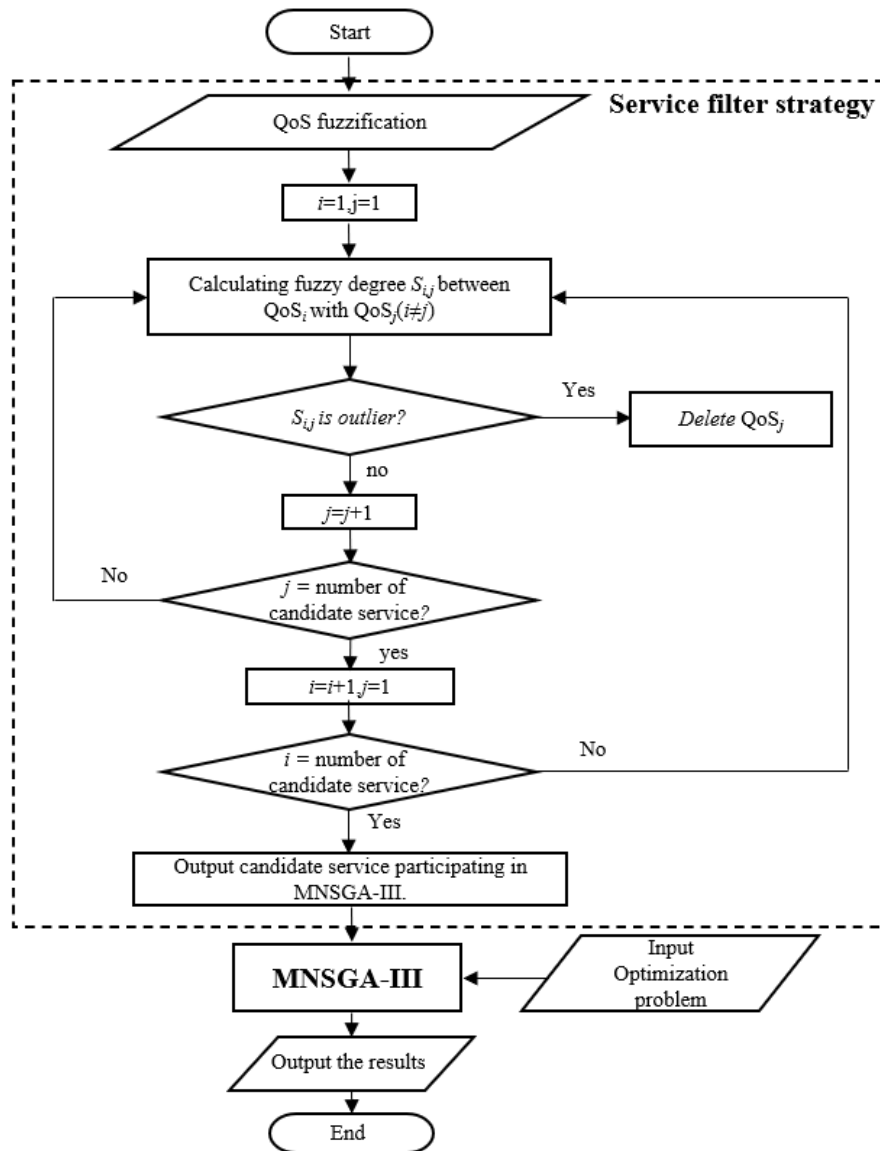 Start
Service filter strategy
QoS fuzzification
i=1,j=1
Calculating fuzzy degree Si,j between
QoSi with QoSj(i≠j)
Si,j is outlier?
Yes
Delete QoSj
no
j=j+1
No
j = number of
candidate service?
yes
i=i+1,j=1
i = number of
candidate service?
No
Yes
Output candidate service participating in
MNSGA-III.
MNSGA-III
Input
Optimization
problem
Output the results
End